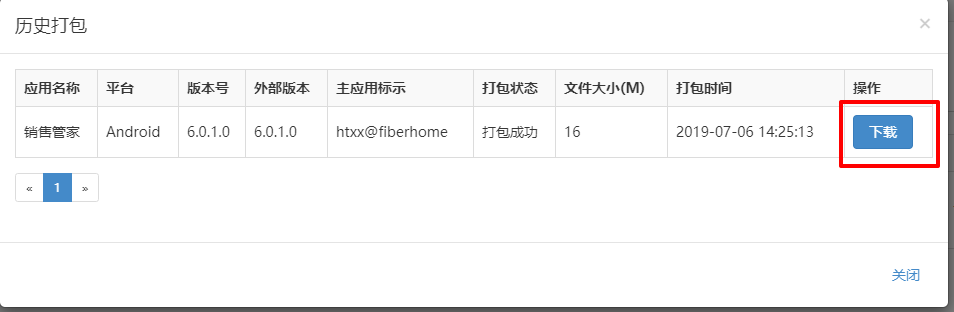 历史打包 ×
应用名称 平台 版本号 外部版本 主应用标示 打包状态 文件大小(M) 打包时间 操作
销售管家 Android 6.0.1.0 6.0.1.0 htxx@fiberhome 打包成功 16 2019-07-06 14:25:13 下载
« 1 »
关闭